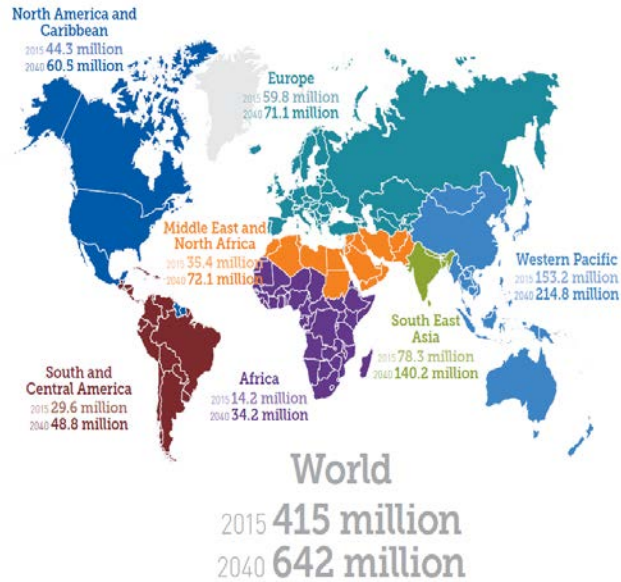 North America and
Caribbean
2015 44.3 million
2040 60.5 million
Europe
2015 59.8 million
2040 71.1 million
Middle East and
North Africa
2015 35.4 million
2040 72.1 million
Western Pacific
2015 153.2 million
2040 214.8 million
South East
Asia
2015 78.3 million
2040 140.2 million
South and
Central America
2015 29.6 million
2040 48.8 million
Africa
2015 14.2 million
2040 34.2 million
World
2015 415 million
2040 642 million